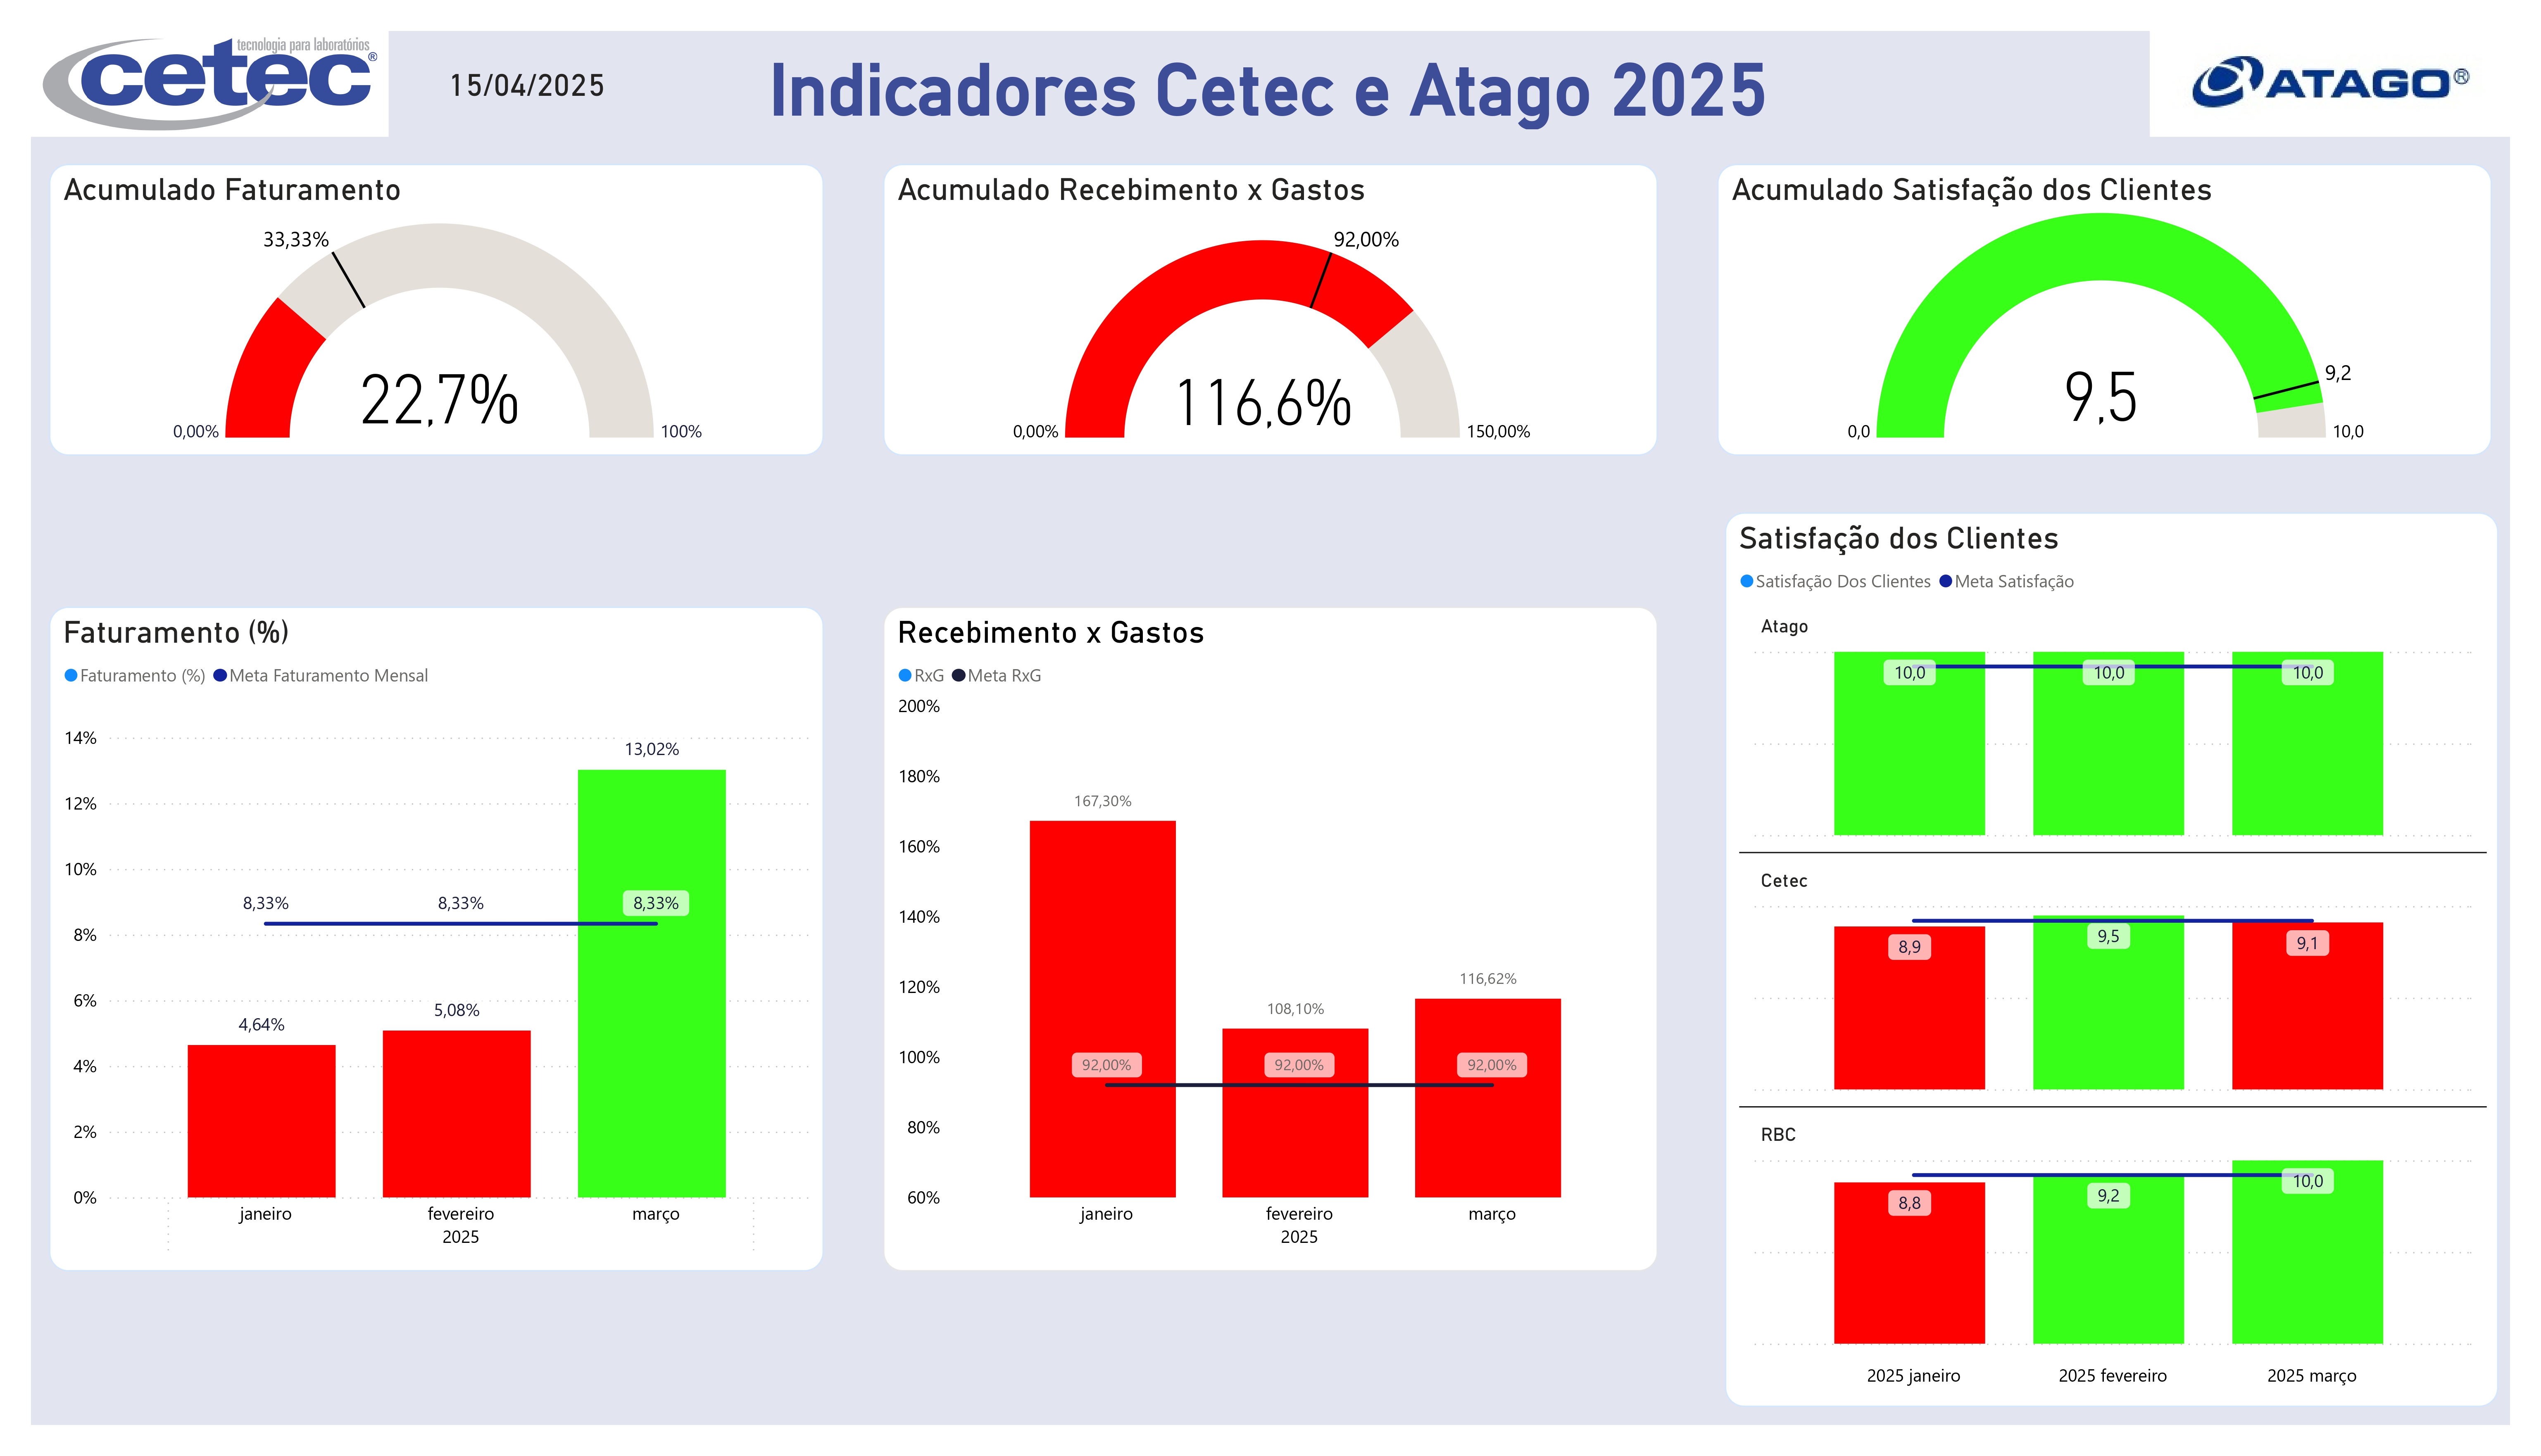 tecnologia para laboratórios
cetec®
15/04/2025
Indicadores Cetec e Atago 2025
ATAGO®
Acumulado Faturamento
33,33%
22,7%
0,00%
100%
Acumulado Recebimento x Gastos
92,00%
116,6%
0,00%
150,00%
Acumulado Satisfação dos Clientes
9,2
9,5
0,0
10,0
Faturamento (%)
Faturamento (%) Meta Faturamento Mensal
14%
13,02%
12%
10%
8,33% 8,33% 8,33%
8%
6%
5,08%
4,64%
4%
2%
0%
janeiro fevereiro março
2025
Recebimento x Gastos
RxG Meta RxG
200%
180%
167,30%
160%
140%
120%
116,62%
108,10%
100%
92,00% 92,00% 92,00%
80%
60%
janeiro fevereiro março
2025
Satisfação dos Clientes
Satisfação Dos Clientes Meta Satisfação
Atago
10,0 10,0 10,0
Cetec
8,9 9,5 9,1
RBC
8,8 9,2 10,0
2025 janeiro 2025 fevereiro 2025 março